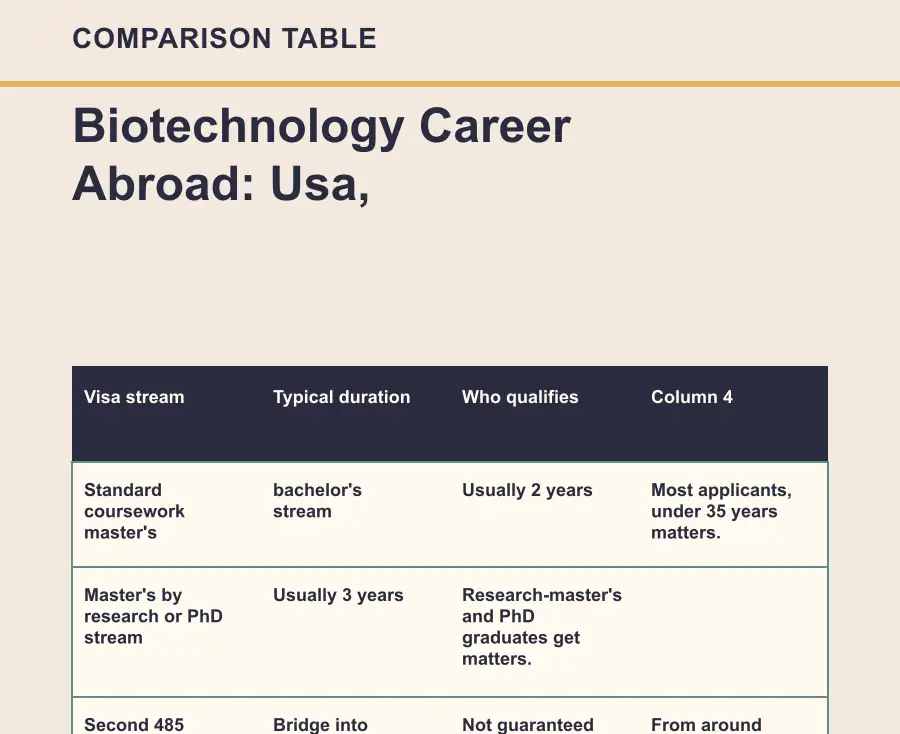 COMPARISON TABLE
Biotechnology Career
Abroad: Usa,
Visa stream
Typical duration
Who qualifies
Column 4
Standard
coursework
master's
bachelor's
stream
Usually 2 years
Most applicants,
under 35 years
matters.
Master's by
research or PhD
stream
Usually 3 years
Research-master's
and PhD
graduates get
matters.
Second 485
Bridge into
Not guaranteed
From around